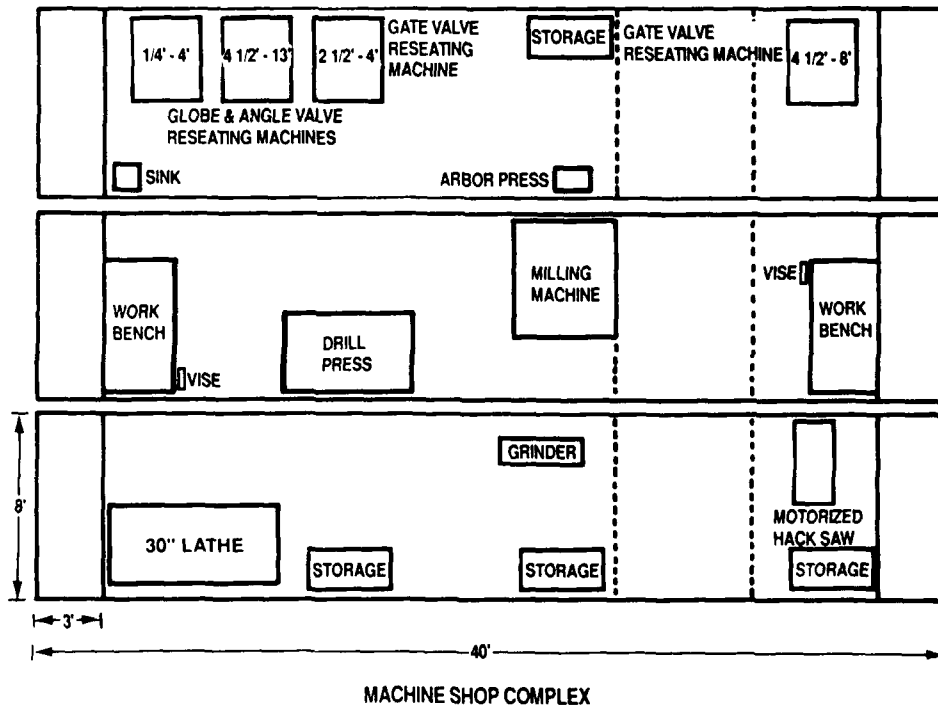 GATE VALVE
RESEATING
MACHINE
STORAGE
GATE VALVE
RESEATING MACHINE
1/4' - 4'
4 1/2' - 13'
2 1/2' - 4'
4 1/2' - 8'
GLOBE & ANGLE VALVE
RESEATING MACHINES
SINK
ARBOR PRESS
WORK
BENCH
VISE
DRILL
PRESS
MILLING
MACHINE
VISE
WORK
BENCH
8'
GRINDER
30" LATHE
STORAGE
STORAGE
MOTORIZED
HACK SAW
STORAGE
3'
40'
MACHINE SHOP COMPLEX